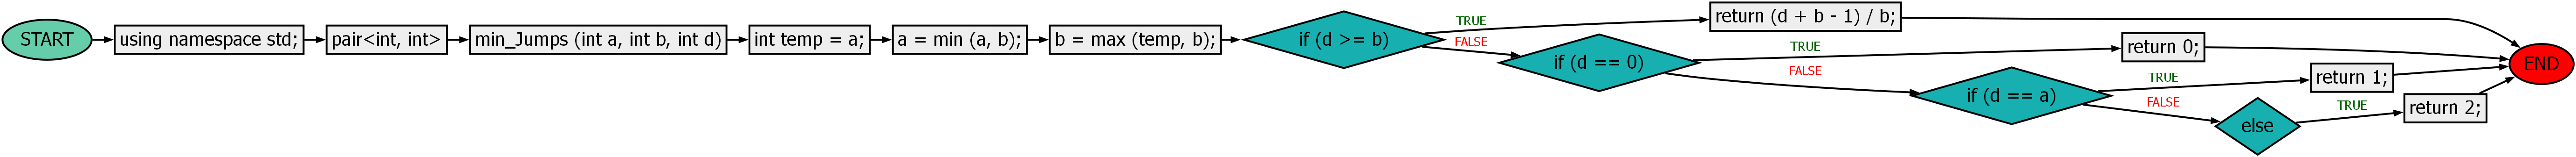 START
using namespace std;
pair<int, int>
min_Jumps (int a, int b, int d)
int temp = a;
a = min (a, b);
b = max (temp, b);
if (d >= b)
TRUE
return (d + b - 1) / b;
FALSE
if (d == 0)
TRUE
return 0;
FALSE
if (d == a)
TRUE
return 1;
FALSE
else
TRUE
return 2;
END